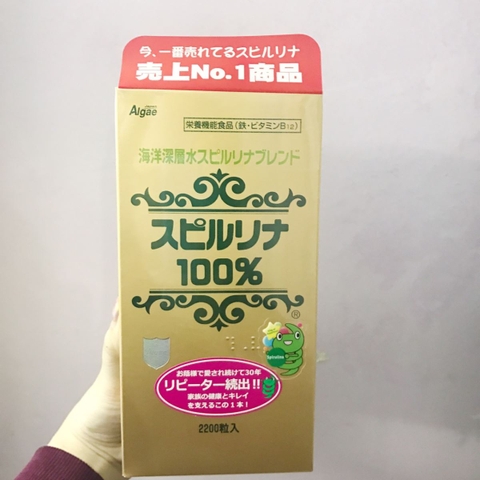 今、一番売れてるスピルリナ
売上No.1商品
Algae
栄養機能食品(鉄・ビタミンB12)
海洋深層水スピルリナブレンド
スピルリナ
100%
®
Spirulina
お陰様で愛され続けて30年
リピーター続出!!
家族の健康とキレイ
を支えるこの1本!
2200粒入